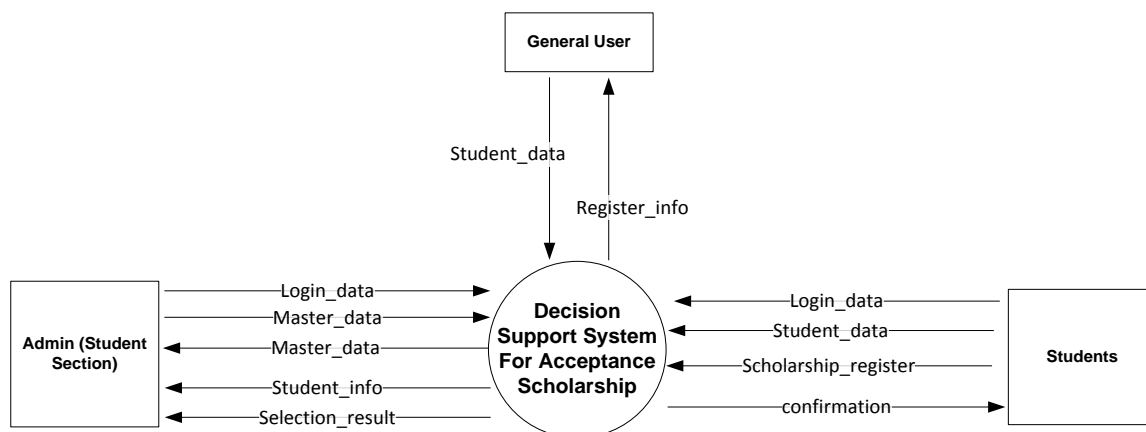 General User
Student_data
Register_info
Login_data
Master_data
Master_data
Student_info
Selection_result
Admin (Student
Section)
Decision
Support System
For Acceptance
Scholarship
Login_data
Student_data
Scholarship_register
confirmation
Students